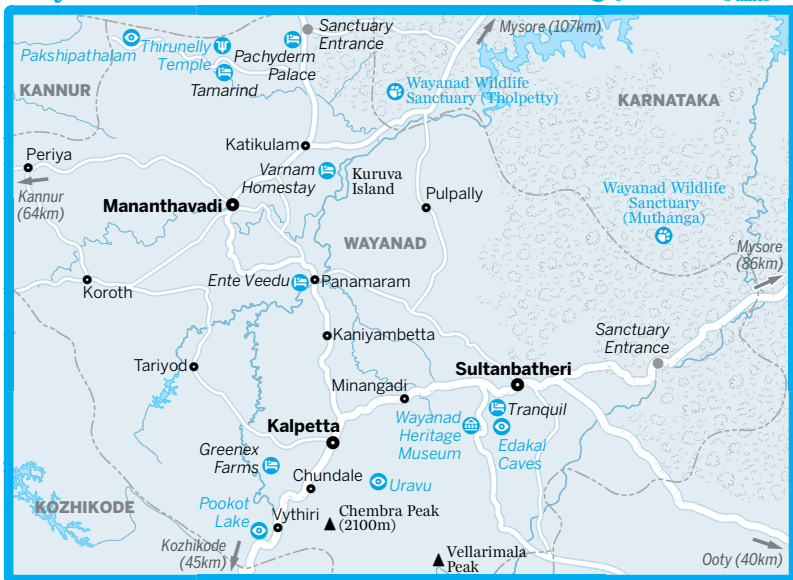 Sanctuary
Entrance
Mysore (107km)
Pakshipathalam
Thirunelly
Temple
Pachyderm
Palace
Tamarind
KANNUR
Wayanad Wildlife
Sanctuary (Tholpetty)
KARNATAKA
Katikulam
Periya
Varnam
Homestay
Kuruva
Island
Kannur
(64km)
Mananthavadi
Pulpally
Wayanad Wildlife
Sanctuary
(Muthanga)
WAYANAD
Mysore
(86km)
Ente Veedu
Panamaram
Koroth
Kaniyambetta
Sanctuary
Entrance
Tariyod
Sultanbatheri
Minangadi
Tranquil
Wayanad
Heritage
Museum
Edakal
Caves
Kalpetta
Greenex
Farms
Chundale
Uravu
KOZHIKODE
Pookot
Lake
Vythiri
Chembra Peak
(2100m)
Kozhikode
(45km)
Vellarimala
Peak
Ooty (40km)